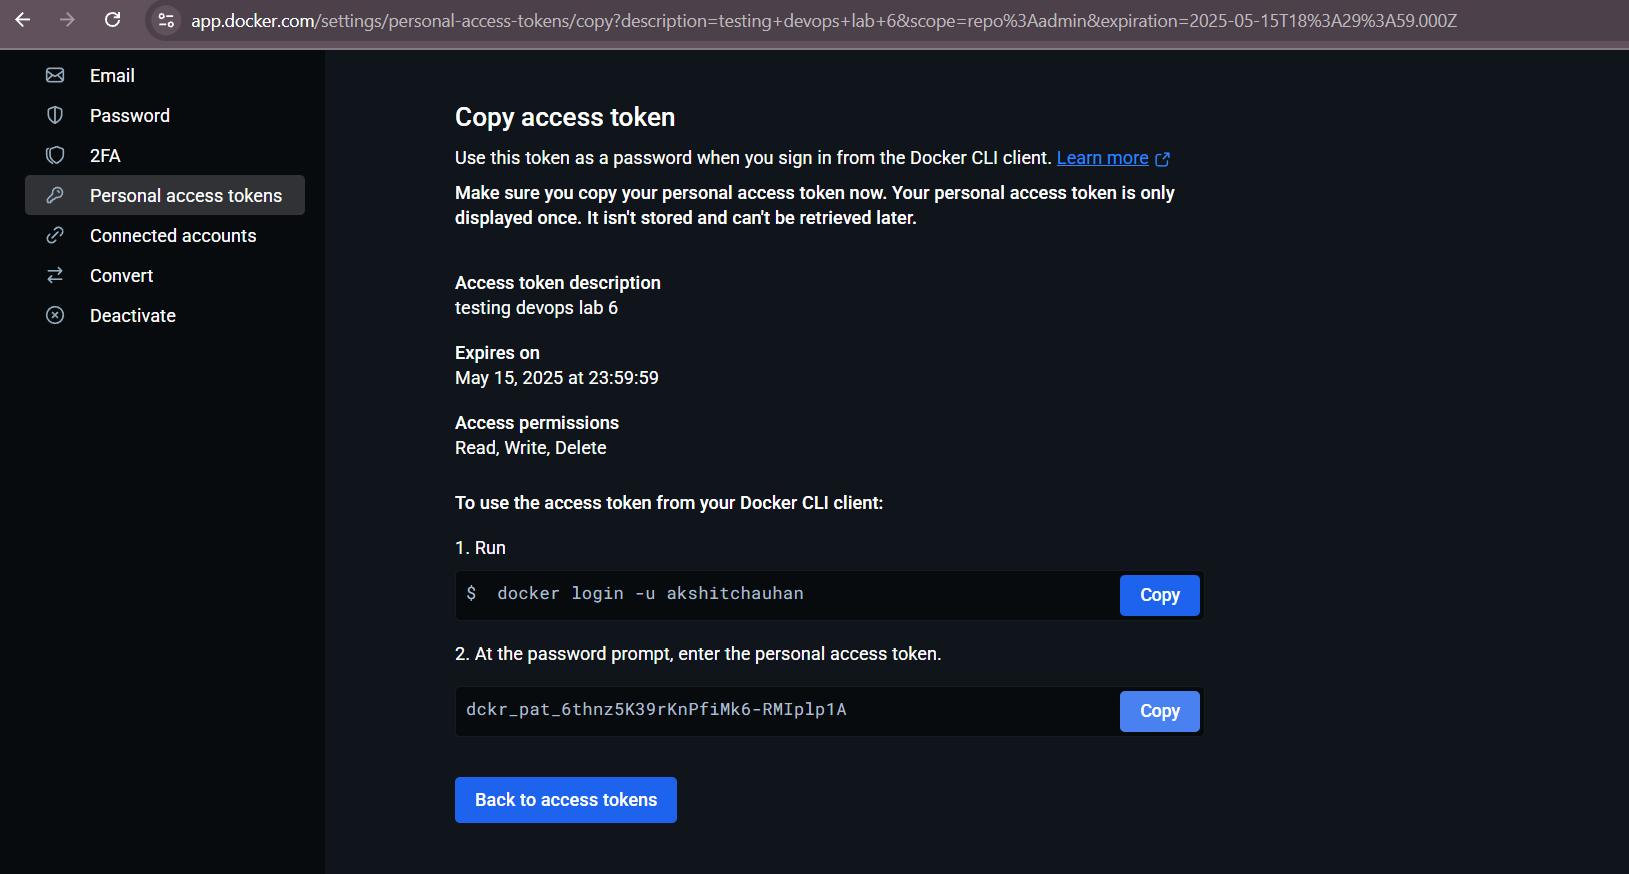 app.docker.com/settings/personal-access-tokens/copy?description=testing+devops+lab+6&scope=repo%3Aadmin&expiration=2025-05-15T18%3A29%3A59.000Z
Email
Password
2FA
Personal access tokens
Connected accounts
Convert
Deactivate
Copy access token
Use this token as a password when you sign in from the Docker CLI client. Learn more
Make sure you copy your personal access token now. Your personal access token is only
displayed once. It isn't stored and can't be retrieved later.
Access token description
testing devops lab 6
Expires on
May 15, 2025 at 23:59:59
Access permissions
Read, Write, Delete
To use the access token from your Docker CLI client:
1. Run
$ docker login -u akshitchauhan
Copy
2. At the password prompt, enter the personal access token.
dckr_pat_6thnz5K39rKnPfiMk6-RMIplp1A
Copy
Back to access tokens